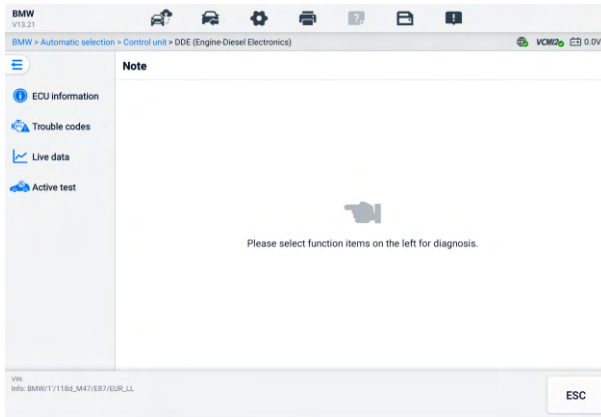 BMW
V13.21
BMW > Automatic selection > Control unit > DDE (Engine-Diesel Electronics)
VCMI2 0.0V
Note
ECU information
Trouble codes
Live data
Active test
Please select function items on the left for diagnosis.
VIN:
Info: BMW/1'/118d_M47/E87/EUR_LL
ESC